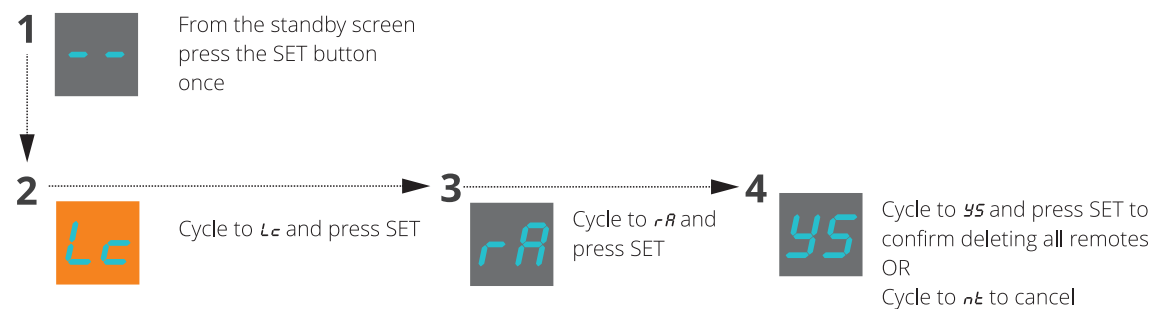 1
- -
From the standby screen
press the SET button
once
2
Lc
Cycle to Lc and press SET
3
rA
Cycle to rA and
press SET
4
YS
Cycle to YS and press SET to
confirm deleting all remotes
OR
Cycle to nt to cancel